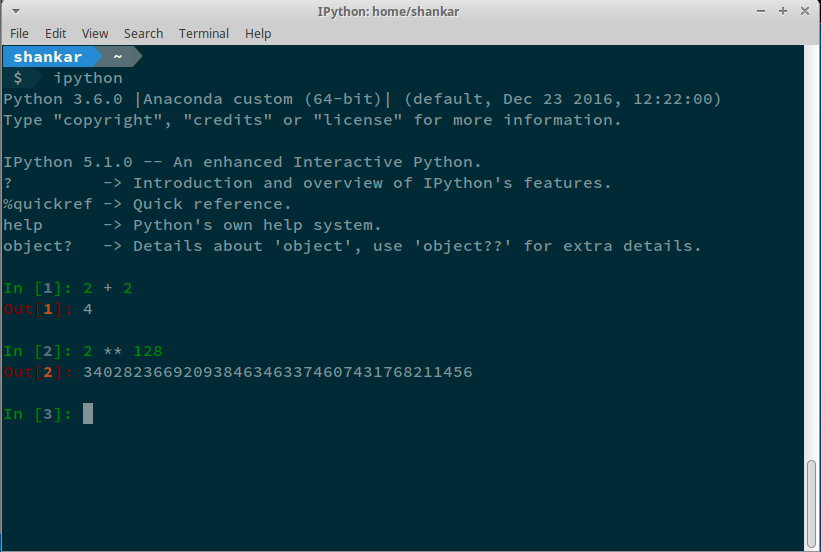 IPython: home/shankar
File Edit View Search Terminal Help
shankar ~
$ ipython
Python 3.6.0 |Anaconda custom (64-bit)| (default, Dec 23 2016, 12:22:00)
Type "copyright", "credits" or "license" for more information.
IPython 5.1.0 -- An enhanced Interactive Python.
? -> Introduction and overview of IPython's features.
%quickref -> Quick reference.
help -> Python's own help system.
object? -> Details about 'object', use 'object??' for extra details.
In [1]: 2 + 2
Out[1]: 4
In [2]: 2 ** 128
Out[2]: 340282366920938463463374607431768211456
In [3]: